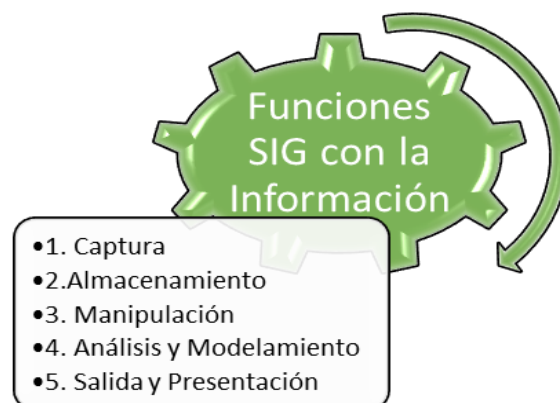 Funciones
SIG con la
Información
•1. Captura
•2.Almacenamiento
•3. Manipulación
•4. Análisis y Modelamiento
•5. Salida y Presentación